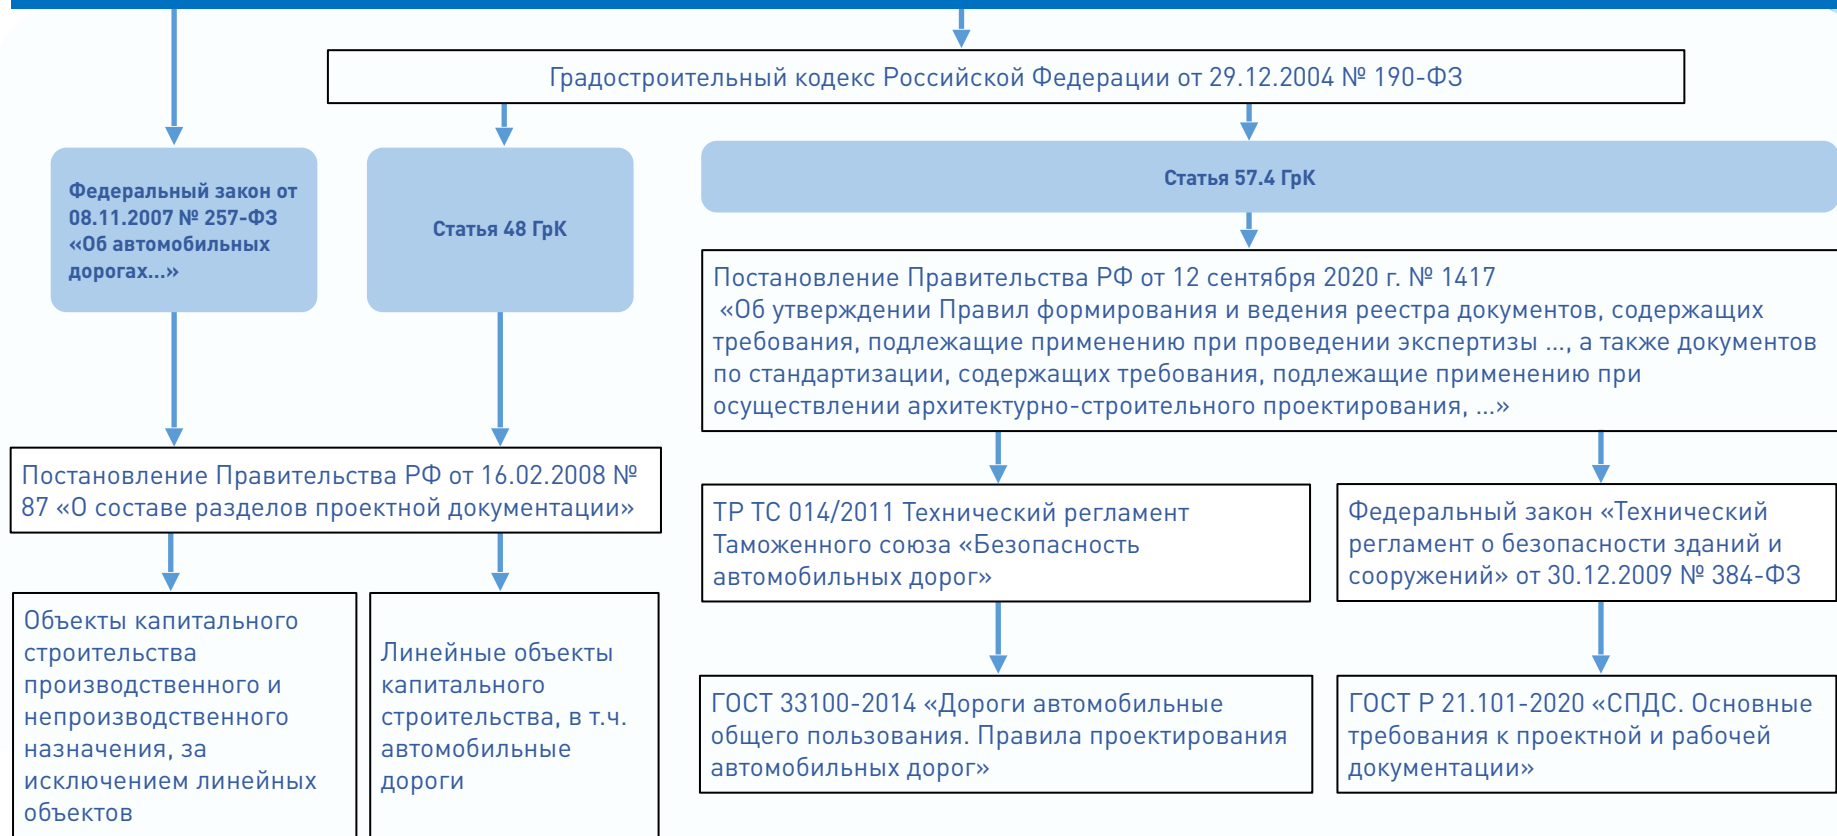 Градостроительный кодекс Российской Федерации от 29.12.2004 № 190-ФЗ
Федеральный закон от
08.11.2007 № 257-ФЗ
«Об автомобильных
дорогах...»
Статья 48 ГрК
Статья 57.4 ГрК
Постановление Правительства РФ от 12 сентября 2020 г. № 1417
«Об утверждении Правил формирования и ведения реестра документов, содержащих
требования, подлежащие применению при проведении экспертизы ..., а также документов
по стандартизации, содержащих требования, подлежащие применению при
осуществлении архитектурно-строительного проектирования, ...»
Постановление Правительства РФ от 16.02.2008 №
87 «О составе разделов проектной документации»
ТР ТС 014/2011 Технический регламент
Таможенного союза «Безопасность
автомобильных дорог»
Федеральный закон «Технический
регламент о безопасности зданий и
сооружений» от 30.12.2009 № 384-ФЗ
Объекты капитального
строительства
производственного и
непроизводственного
назначения, за
исключением линейных
объектов
Линейные объекты
капитального
строительства, в т.ч.
автомобильные
дороги
ГОСТ 33100-2014 «Дороги автомобильные
общего пользования. Правила проектирования
автомобильных дорог»
ГОСТ Р 21.101-2020 «СПДС. Основные
требования к проектной и рабочей
документации»